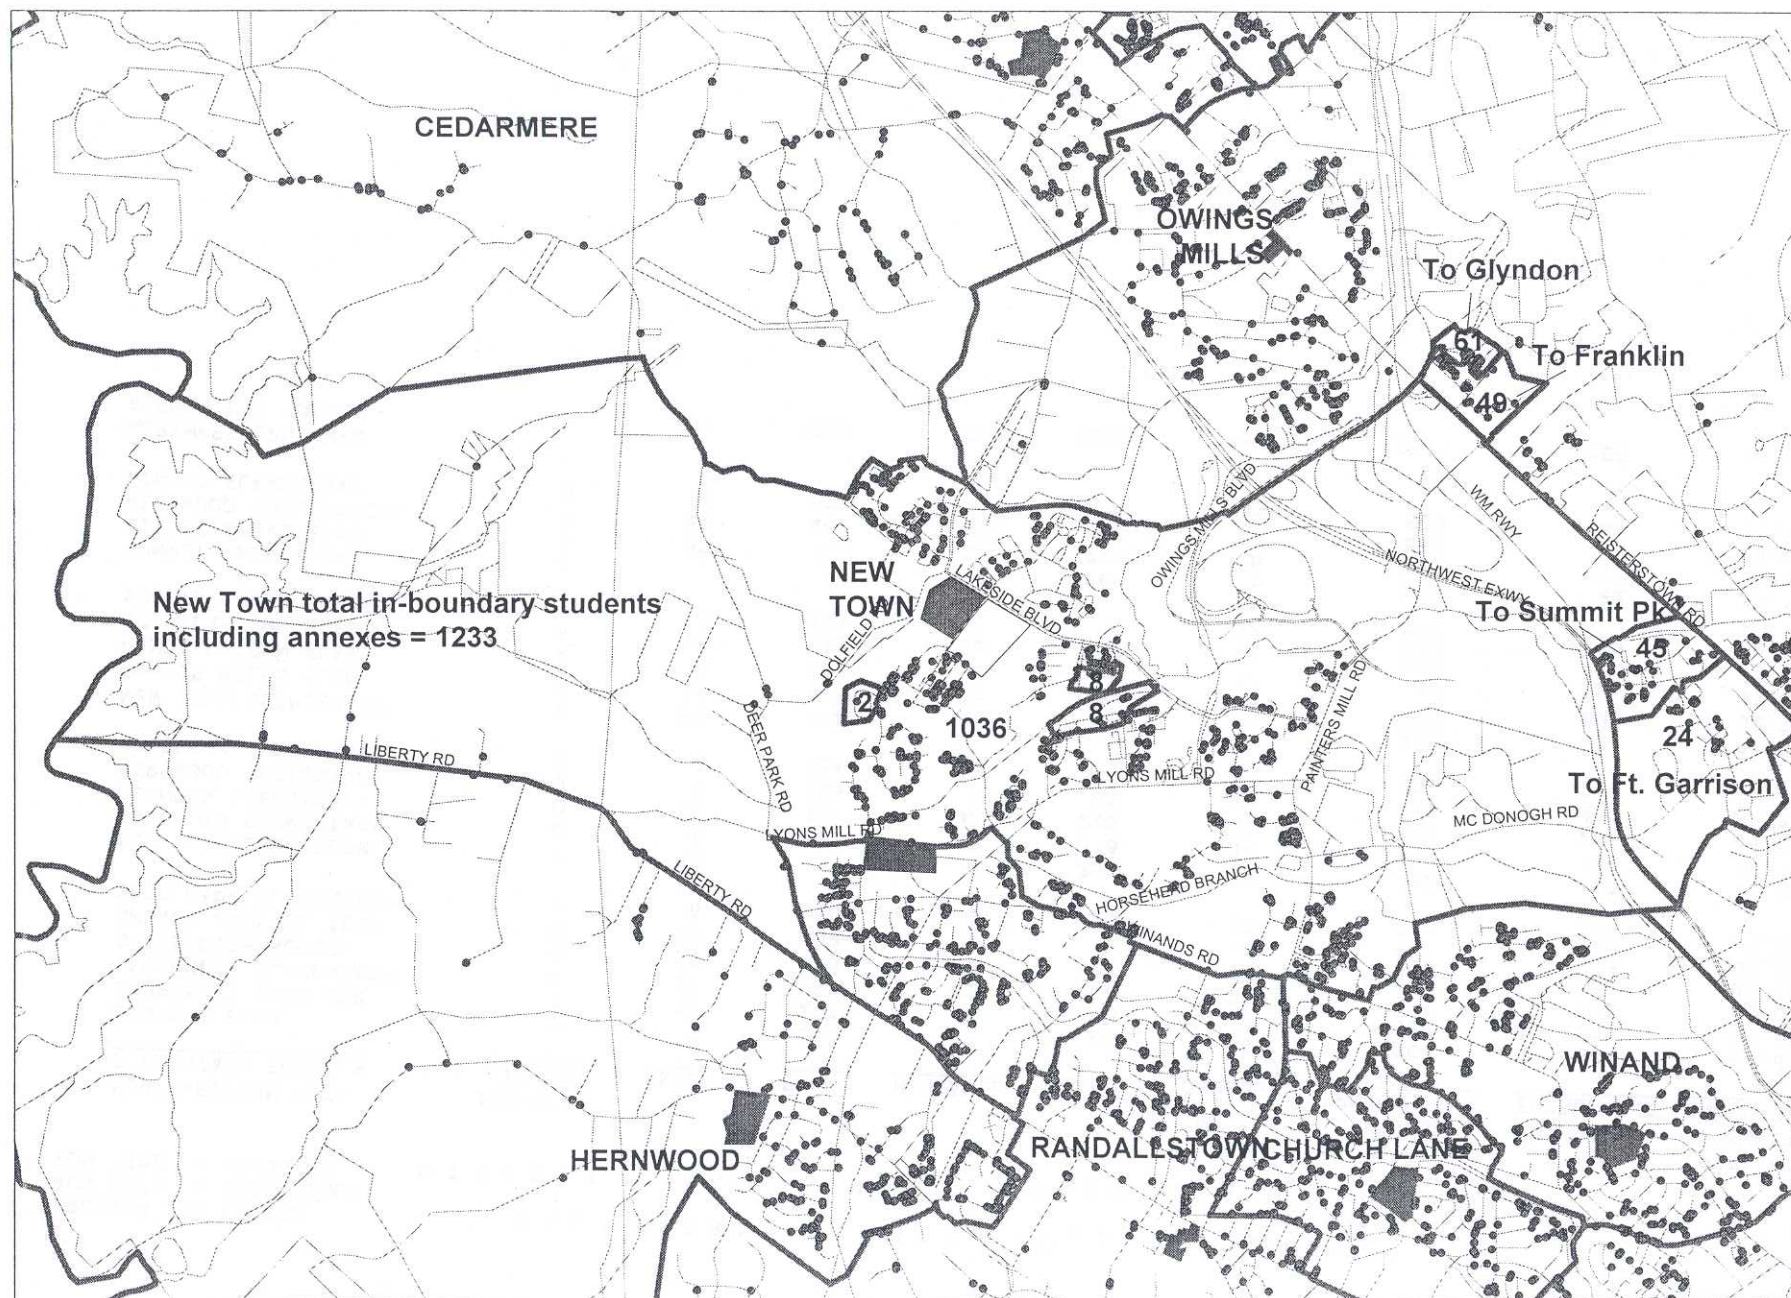 CEDARMERE
OWINGS
MILLS
To Glyndon
61
To Franklin
49
OWINGS MILLS BLVD
WM RWY
REISTERSTOWN RD
NORTHWEST EXWY
NEW
TOWN
LAKESIDE BLVD
DOLFIELD
New Town total in-boundary students
including annexes = 1233
To Summit Pk
45
8
2
8
1036
24
DEER PARK RD
PAINTERS MILL RD
LIBERTY RD
LYONS MILL RD
To Ft. Garrison
MC DONOGH RD
LYONS MILL RD
LIBERTY RD
HORSEHEAD BRANCH
WINANDS RD
WINAND
HERNWOOD
RANDALLSTOWN
CHURCH LANE